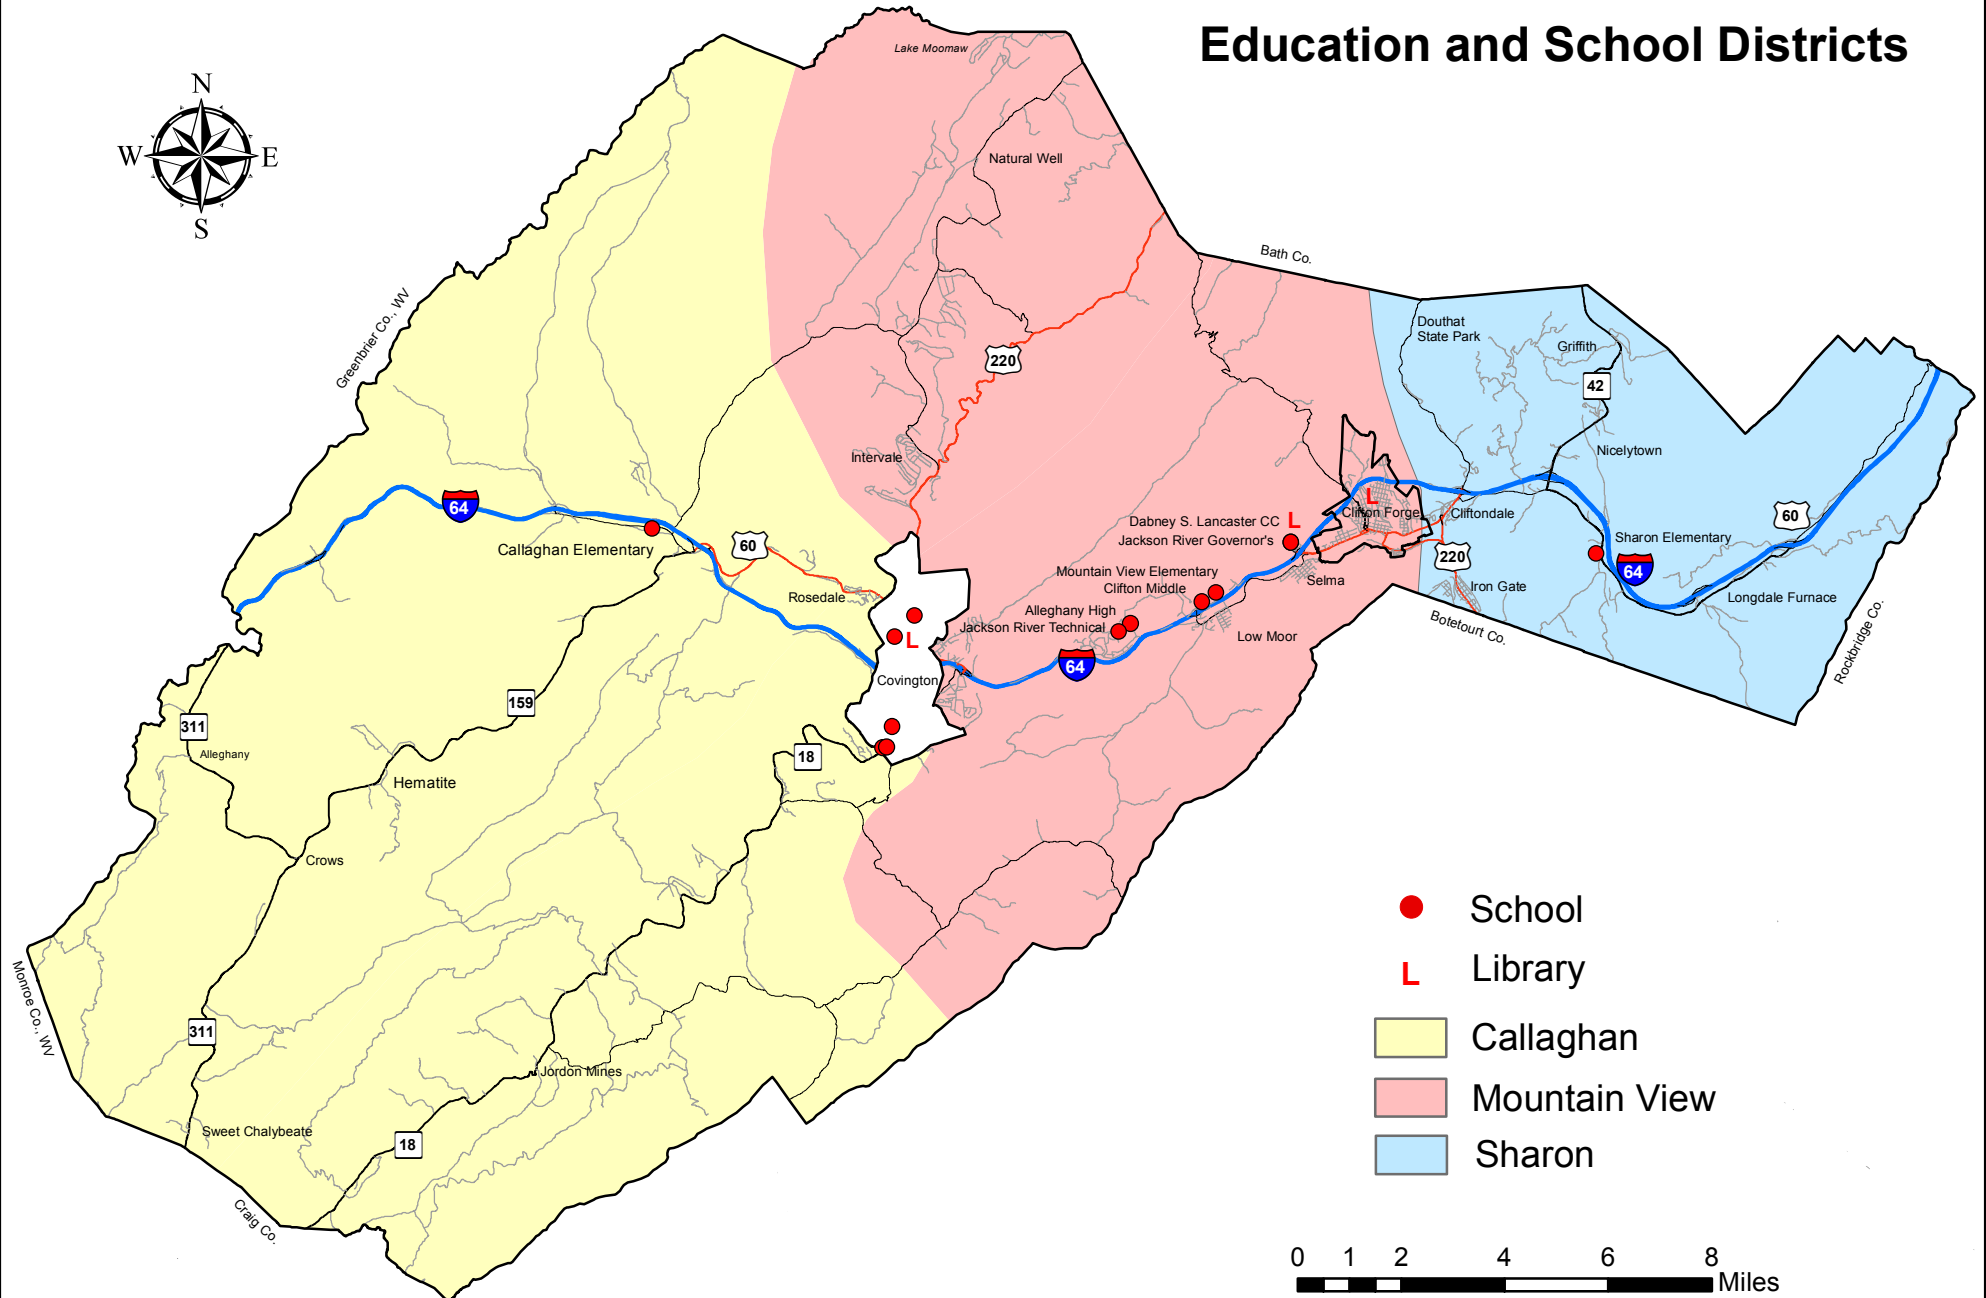 Education and School Districts
Lake Moomaw
N
W
E
S
Natural Well
Bath Co.
Greenbrier Co., WV
Douthat
State Park
Griffith
220
42
Intervale
Nicelytown
64
L
Clifton Forge
Cliftondale
60
Dabney S. Lancaster CC
L
Jackson River Governor's
Callaghan Elementary
60
220
Sharon Elementary
64
Mountain View Elementary
Selma
Clifton Middle
Iron Gate
Rosedale
Longdale Furnace
Alleghany High
Jackson River Technical
Botetourt Co.
Low Moor
L
64
Rockbridge Co.
Covington
159
311
Alleghany
18
Hematite
Crows
School
L
Library
Monroe Co., WV
311
Callaghan
Jordon Mines
Mountain View
Sweet Chalybeate
18
Sharon
Craig Co.
0 1 2 4 6 8
Miles